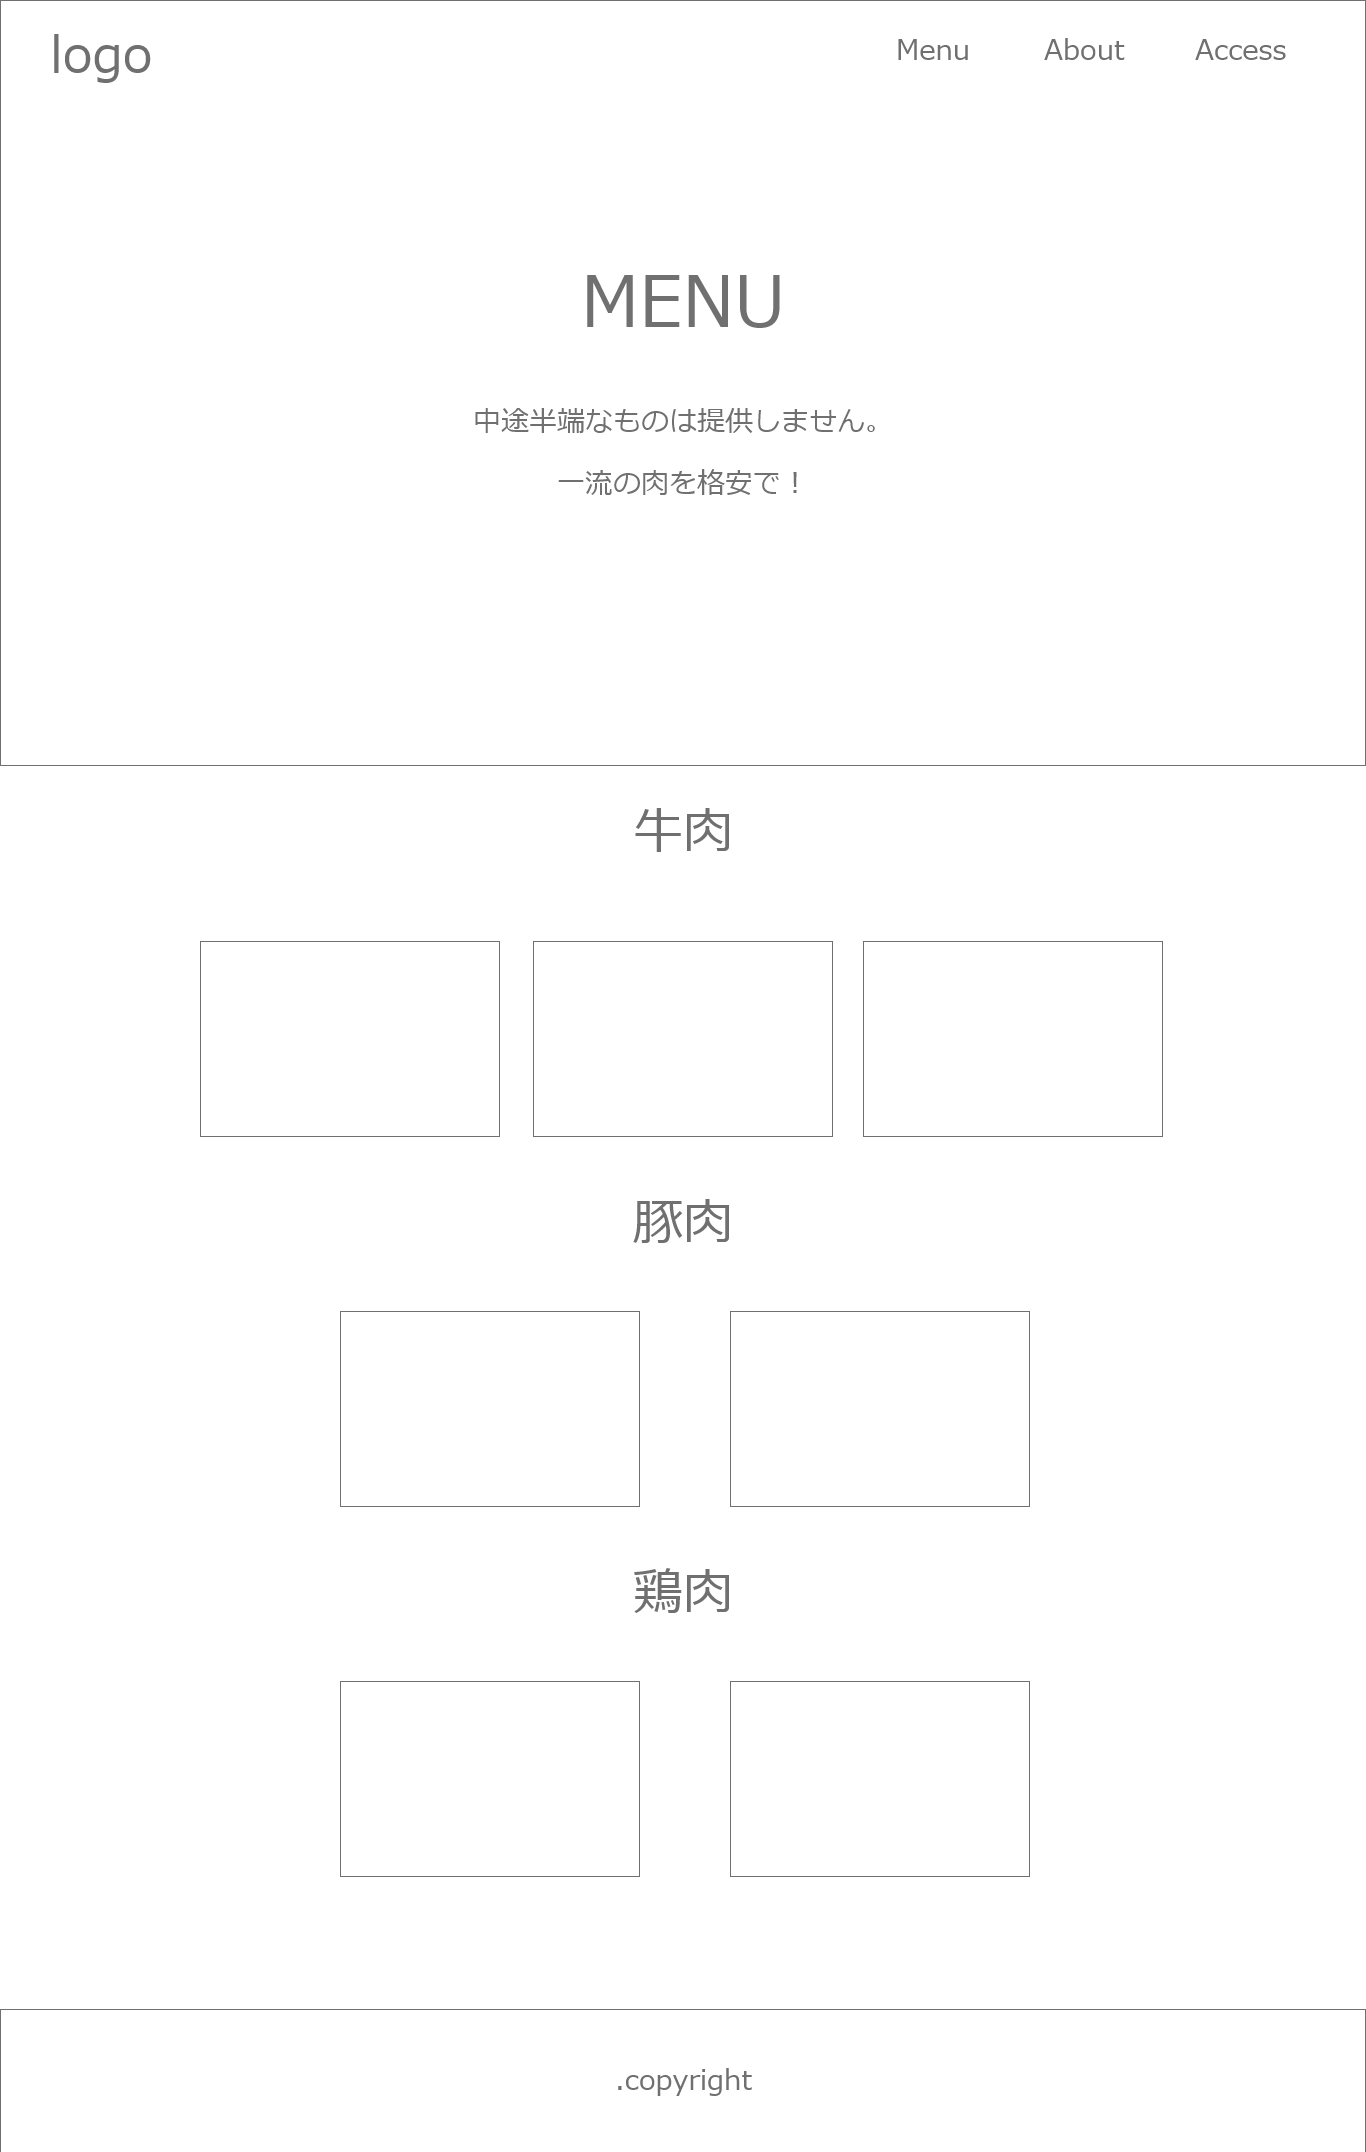 logo
Menu About Access
MENU
中途半端なものは提供しません。
一流の肉を格安で！
牛肉
豚肉
鶏肉
.copyright